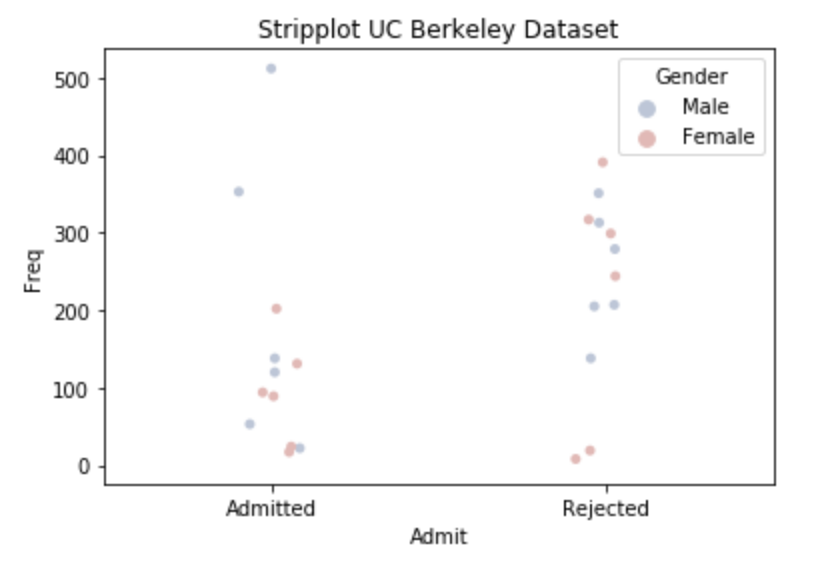 Stripplot UC Berkeley Dataset
Gender
Male
Female
500
400
300
200
100
0
Freq
Admitted
Rejected
Admit